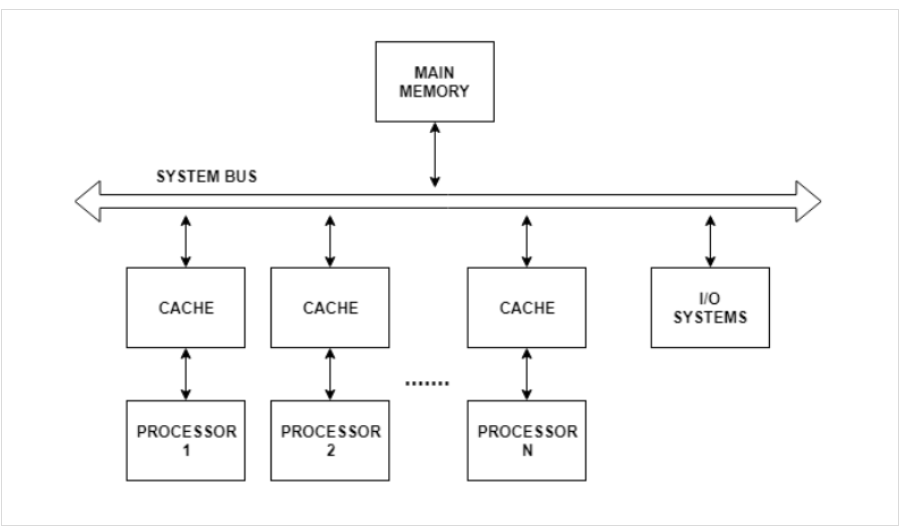 MAIN
MEMORY
SYSTEM BUS
CACHE
CACHE
CACHE
I/O
SYSTEMS
.......
PROCESSOR
1
PROCESSOR
2
PROCESSOR
N